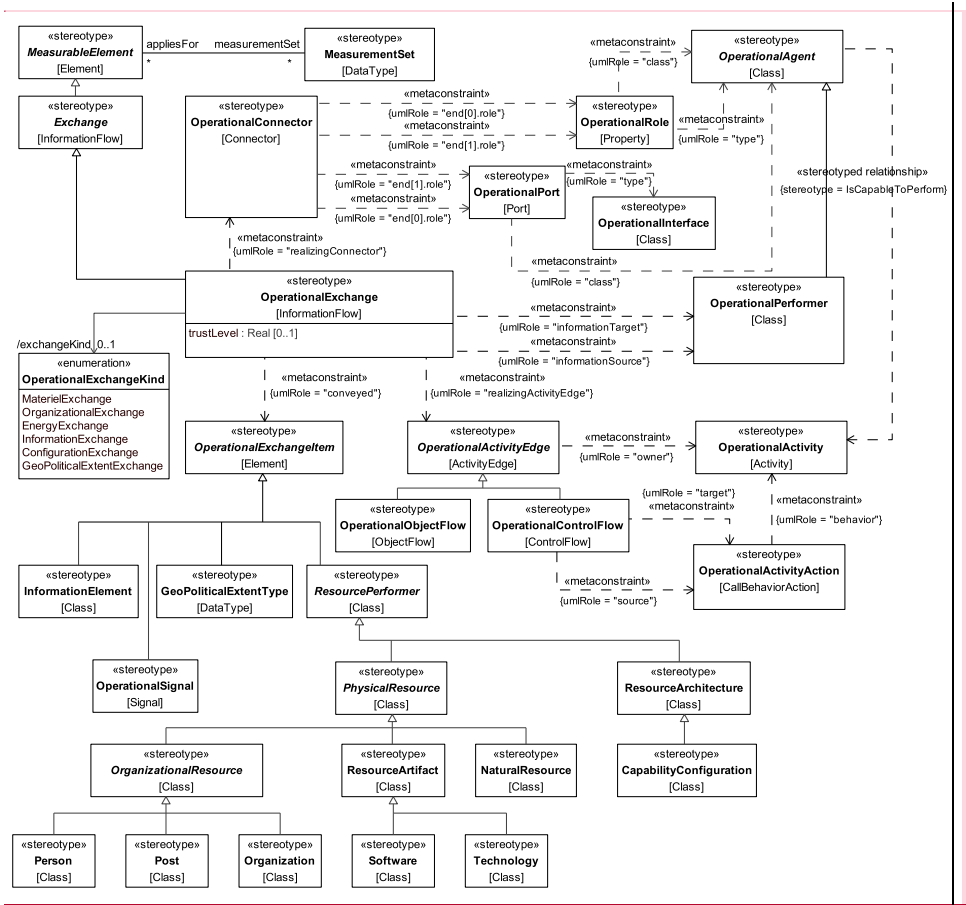 «stereotype»
MeasurableElement
[Element]
appliesFor
measurementSet
*
*
«stereotype»
MeasurementSet
[DataType]
«metaconstraint»
{umlRole = "class"}
«stereotype»
OperationalAgent
[Class]
«stereotype»
Exchange
[InformationFlow]
«stereotype»
OperationalConnector
[Connector]
«metaconstraint»
{umlRole = "end[0].role"}
«metaconstraint»
{umlRole = "end[1].role"}
«stereotype»
OperationalRole
[Property]
«metaconstraint»
{umlRole = "type"}
«metaconstraint»
{umlRole = "end[1].role"}
«metaconstraint»
{umlRole = "end[0].role"}
«stereotype»
OperationalPort
[Port]
«metaconstraint»
{umlRole = "type"}
«stereotyped relationship»
{stereotype = IsCapableToPerform}
«stereotype»
OperationalInterface
[Class]
«metaconstraint»
{umlRole = "realizingConnector"}
«metaconstraint»
{umlRole = "class"}
«stereotype»
OperationalExchange
[InformationFlow]
trustLevel : Real [0..1]
«metaconstraint»
{umlRole = "informationTarget"}
«metaconstraint»
{umlRole = "informationSource"}
«stereotype»
OperationalPerformer
[Class]
/exchangeKind 0..1
«enumeration»
OperationalExchangeKind
MaterielExchange
OrganizationalExchange
EnergyExchange
InformationExchange
ConfigurationExchange
GeoPoliticalExtentExchange
«metaconstraint»
{umlRole = "conveyed"}
«metaconstraint»
{umlRole = "realizingActivityEdge"}
«stereotype»
OperationalExchangeItem
[Element]
«stereotype»
OperationalActivityEdge
[ActivityEdge]
«metaconstraint»
{umlRole = "owner"}
«stereotype»
OperationalActivity
[Activity]
«stereotype»
OperationalObjectFlow
[ObjectFlow]
«stereotype»
OperationalControlFlow
[ControlFlow]
{umlRole = "target"}
«metaconstraint»
«metaconstraint»
{umlRole = "behavior"}
«stereotype»
OperationalActivityAction
[CallBehaviorAction]
«metaconstraint»
{umlRole = "source"}
«stereotype»
InformationElement
[Class]
«stereotype»
GeoPoliticalExtentType
[DataType]
«stereotype»
ResourcePerformer
[Class]
«stereotype»
OperationalSignal
[Signal]
«stereotype»
PhysicalResource
[Class]
«stereotype»
ResourceArchitecture
[Class]
«stereotype»
OrganizationalResource
[Class]
«stereotype»
ResourceArtifact
[Class]
«stereotype»
NaturalResource
[Class]
«stereotype»
CapabilityConfiguration
[Class]
«stereotype»
Person
[Class]
«stereotype»
Post
[Class]
«stereotype»
Organization
[Class]
«stereotype»
Software
[Class]
«stereotype»
Technology
[Class]